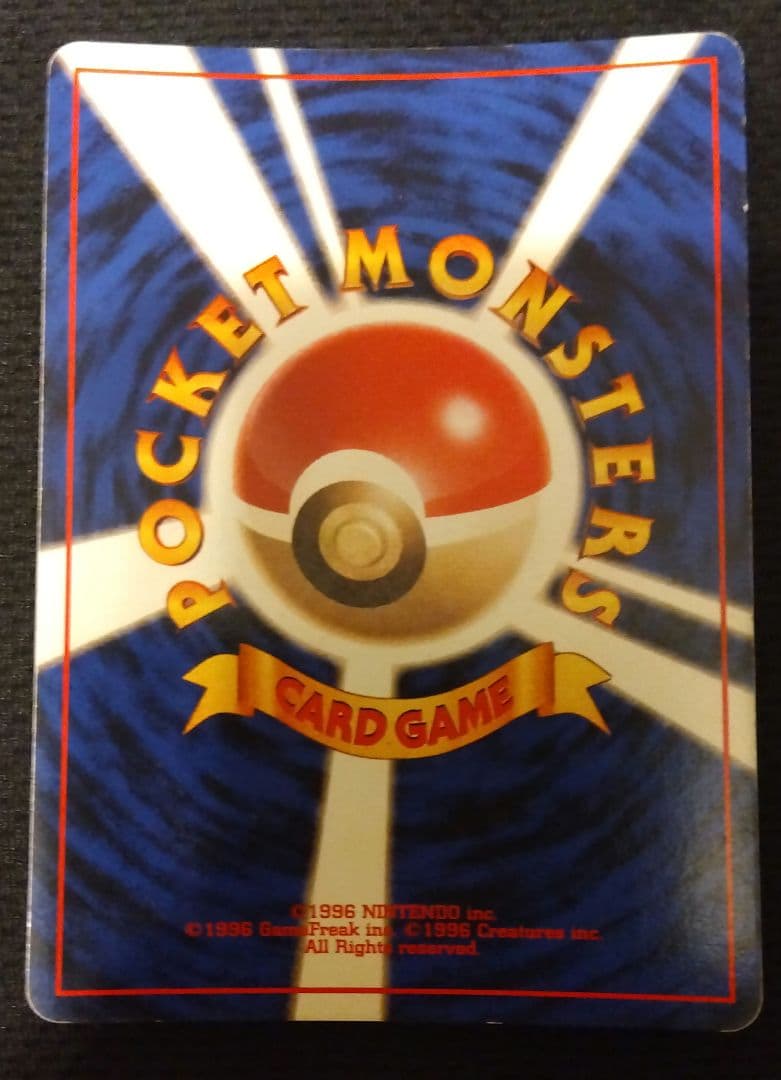 POCKET MONSTERS
CARD GAME
©1996 NINTENDO inc.
©1996 GameFreak inc. ©1996 Creatures inc.
All Rights reserved.